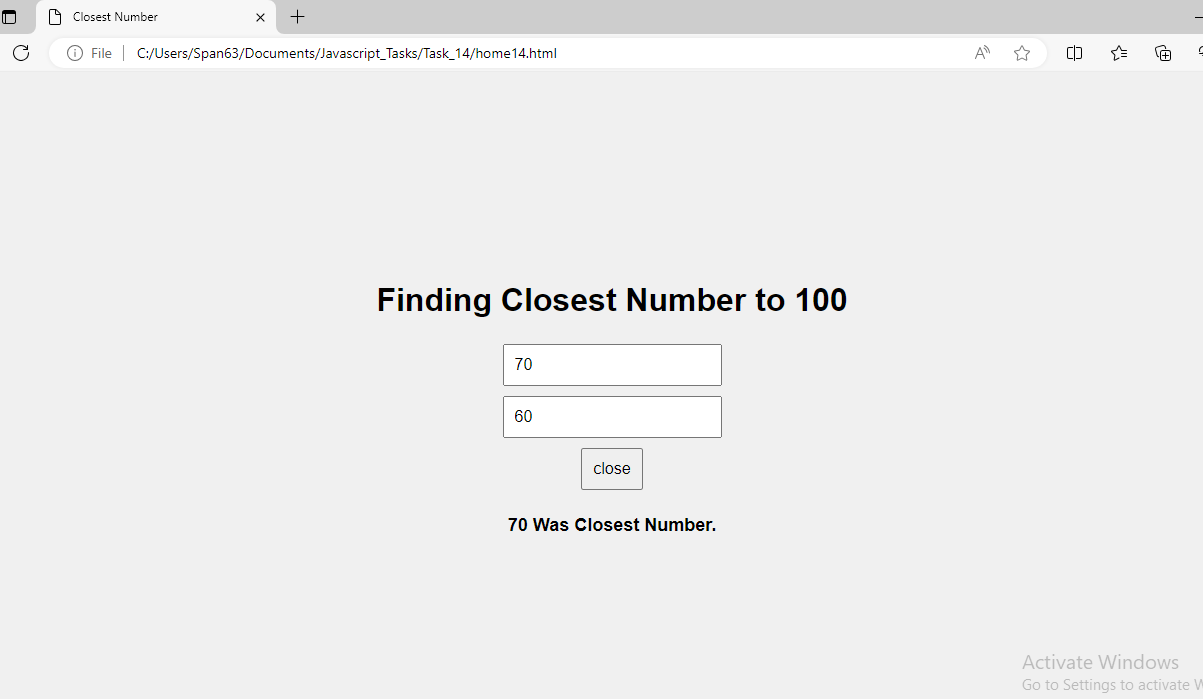 Closest Number
File
C:/Users/Span63/Documents/Javascript_Tasks/Task_14/home14.html
Finding Closest Number to 100
70
60
close
70 Was Closest Number.
Activate Windows
Go to Settings to activate